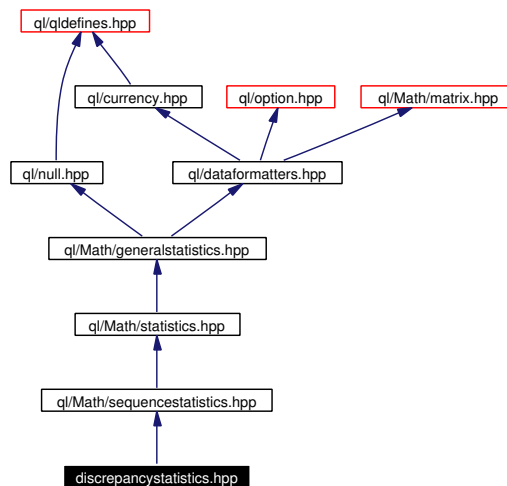 ql/qldefines.hpp
ql/currency.hpp
ql/option.hpp
ql/Math/matrix.hpp
ql/null.hpp
ql/dataformatters.hpp
ql/Math/generalstatistics.hpp
ql/Math/statistics.hpp
ql/Math/sequencestatistics.hpp
discrepancystatistics.hpp